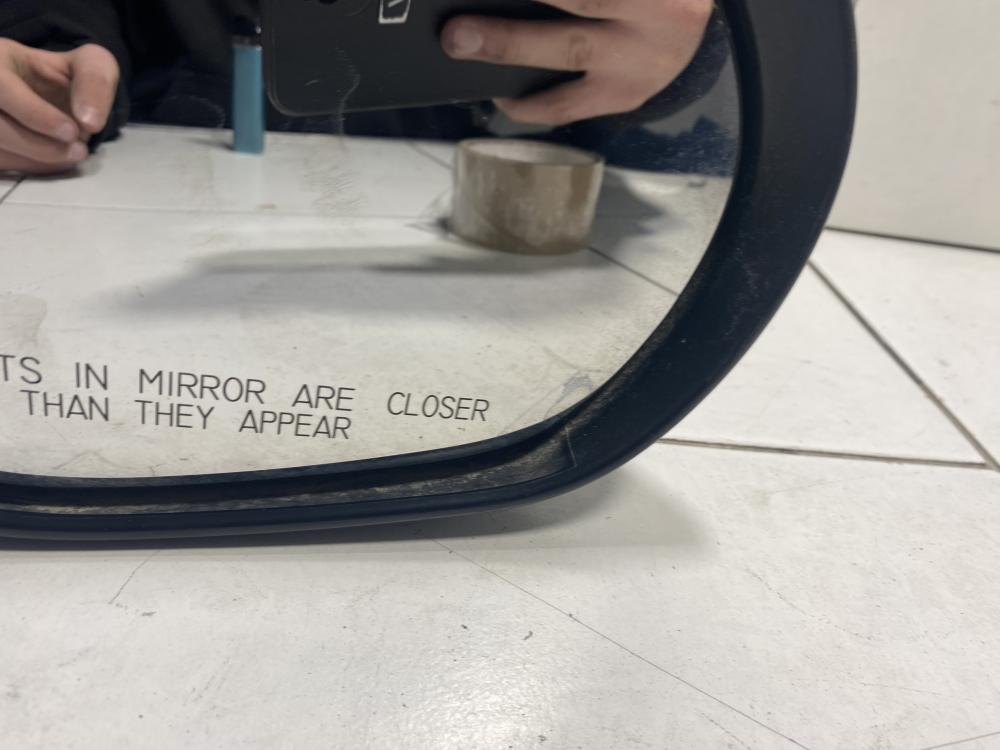 TS IN MIRROR ARE CLOSER
THAN THEY APPEAR